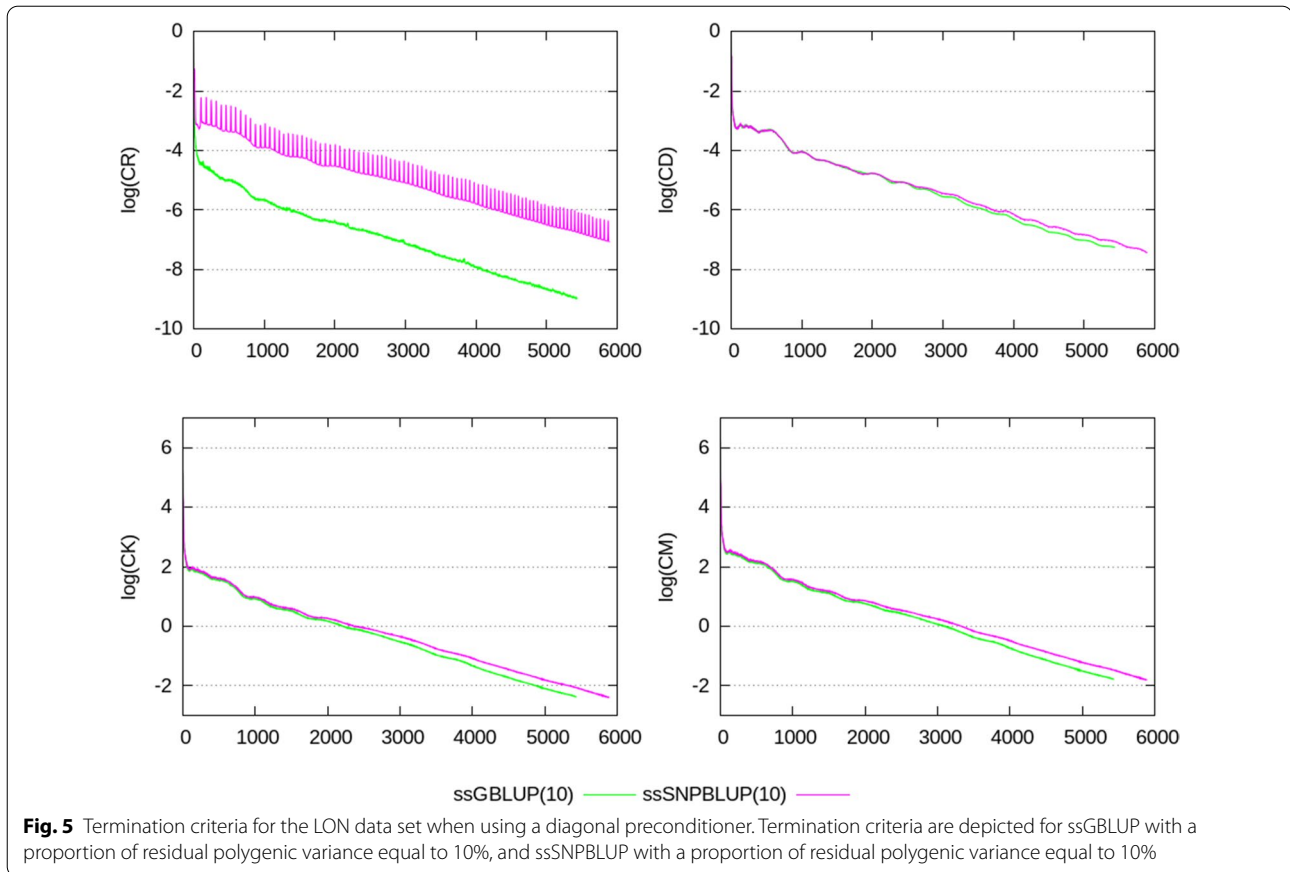 0
-2
-4
-6
-8
-10
log(CR)
0 1000 2000 3000 4000 5000 6000
0
-2
-4
-6
-8
-10
log(CD)
0 1000 2000 3000 4000 5000 6000
6
4
2
0
-2
log(CK)
0 1000 2000 3000 4000 5000 6000
6
4
2
0
-2
log(CM)
0 1000 2000 3000 4000 5000 6000
ssGBLUP(10) ssSNPBLUP(10)
Fig. 5 Termination criteria for the LON data set when using a diagonal preconditioner. Termination criteria are depicted for ssGBLUP with a
proportion of residual polygenic variance equal to 10%, and ssSNPBLUP with a proportion of residual polygenic variance equal to 10%